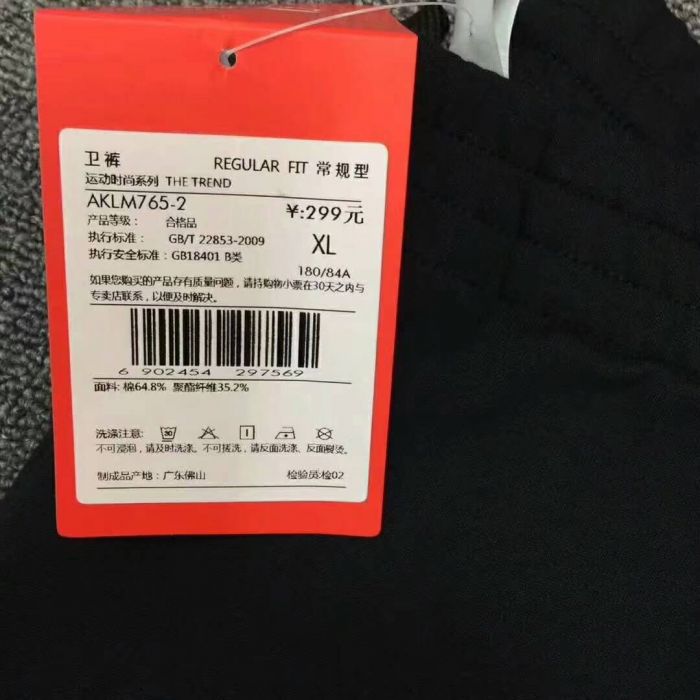 卫裤 REGULAR FIT 常规型
运动时尚系列 THE TREND
AKLM765-2 ¥:299元
产品等级: 合格品
执行标准: GB/T 22853-2009 XL
执行安全标准: GB18401 B类
180/84A
如果您购买的产品存有质量问题,请持购物小票在30天之内与
专卖店联系,以便及时解决。
6 902454 297569
面料: 棉64.8% 聚酯纤维35.2%
洗涤注意: 30
不可浸泡,请及时洗涤。不可搓洗,请反面洗涤、反面熨烫。
制成品产地: 广东佛山 检验员:检02